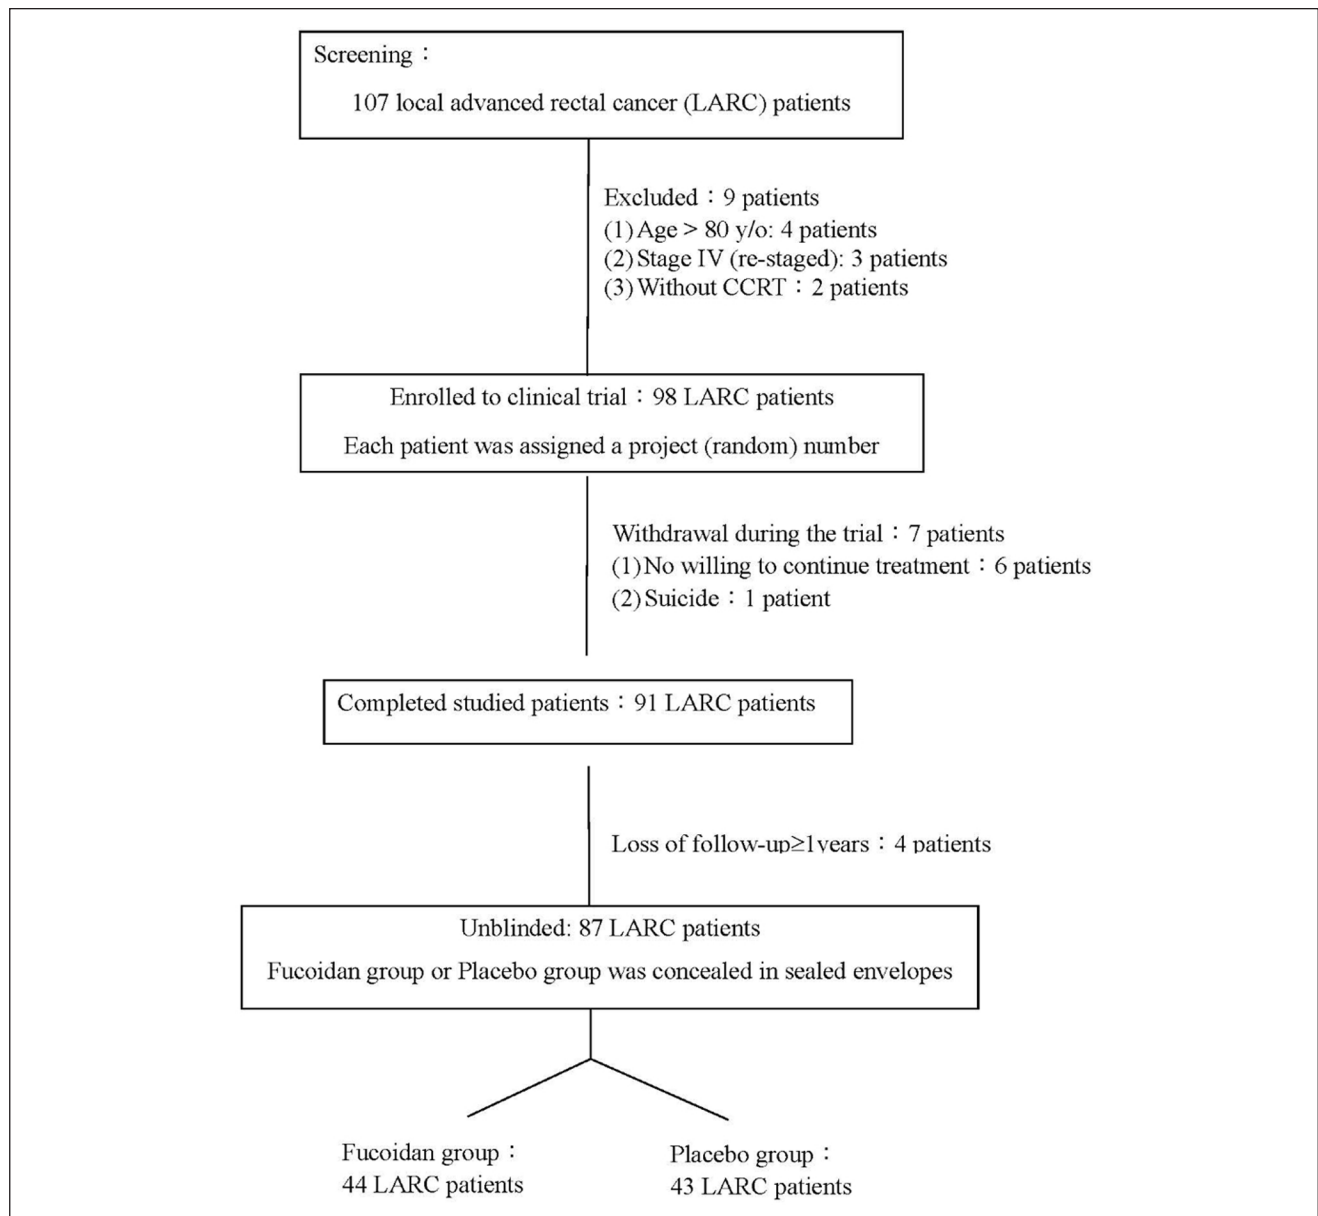 Screening：
107 local advanced rectal cancer (LARC) patients
Excluded：9 patients
(1) Age > 80 y/o: 4 patients
(2) Stage IV (re-staged): 3 patients
(3) Without CCRT：2 patients
Enrolled to clinical trial：98 LARC patients
Each patient was assigned a project (random) number
Withdrawal during the trial：7 patients
(1) No willing to continue treatment：6 patients
(2) Suicide：1 patient
Completed studied patients：91 LARC patients
Loss of follow-up≥1years：4 patients
Unblinded: 87 LARC patients
Fucoidan group or Placebo group was concealed in sealed envelopes
Fucoidan group：
44 LARC patients
Placebo group：
43 LARC patients